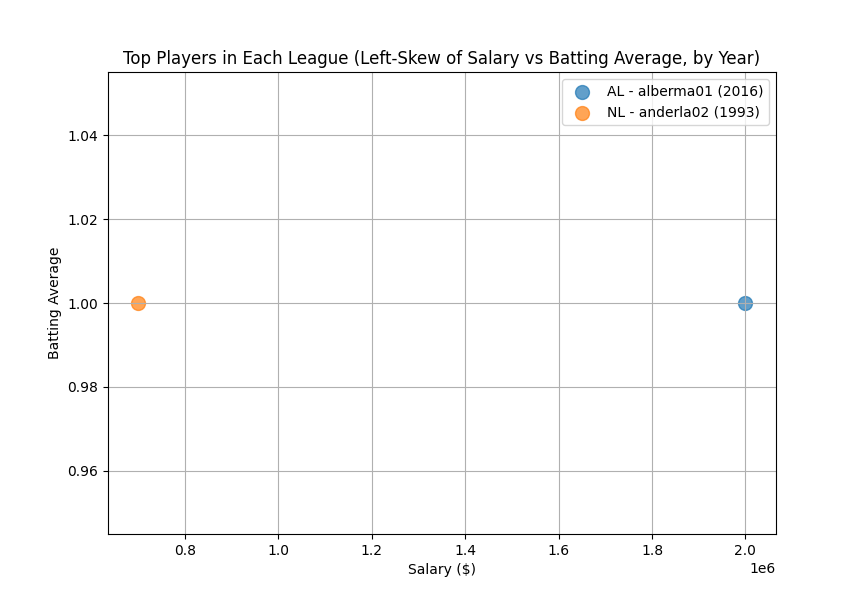 Top Players in Each League (Left-Skew of Salary vs Batting Average, by Year)
AL - alberma01 (2016)
NL - anderla02 (1993)
1.04
1.02
1.00
0.98
0.96
Batting Average
0.8 1.0 1.2 1.4 1.6 1.8 2.0
1e6
Salary ($)